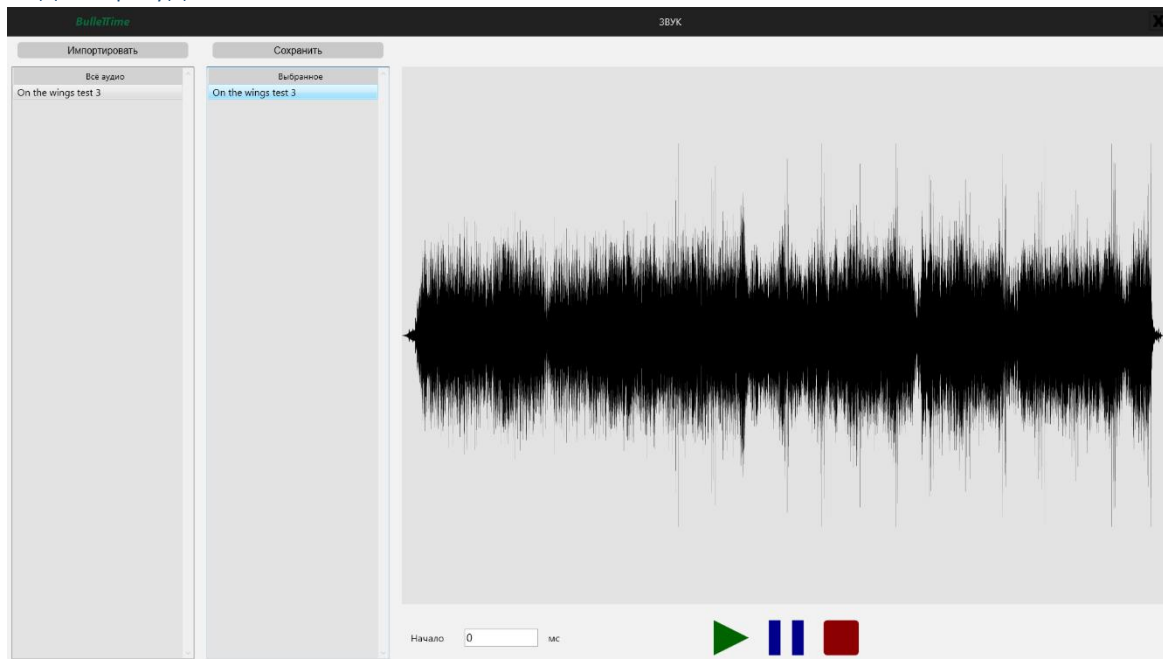 BulletTime
ЗВУК
X
Импортировать
Сохранить
Всё аудио
Выбранное
On the wings test 3
On the wings test 3
Начало
0
мс